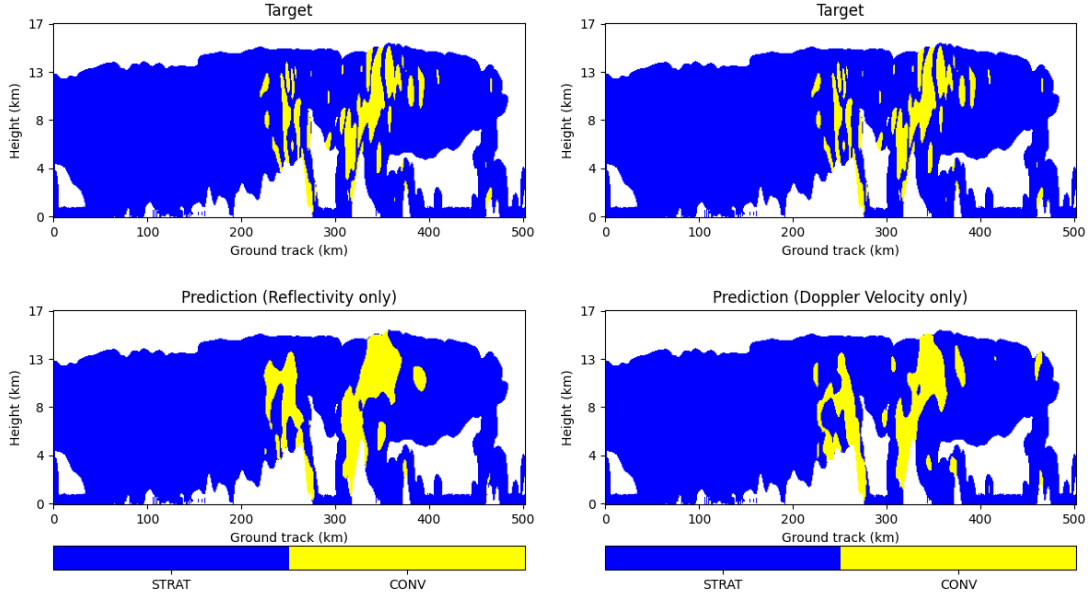 Target
Target
17
13
8
4
0
Height (km)
0 100 200 300 400 500
Ground track (km)
17
13
8
4
0
Height (km)
0 100 200 300 400 500
Ground track (km)
Prediction (Reflectivity only)
Prediction (Doppler Velocity only)
17
13
8
4
0
Height (km)
0 100 200 300 400 500
Ground track (km)
17
13
8
4
0
Height (km)
0 100 200 300 400 500
Ground track (km)
STRAT CONV
STRAT CONV